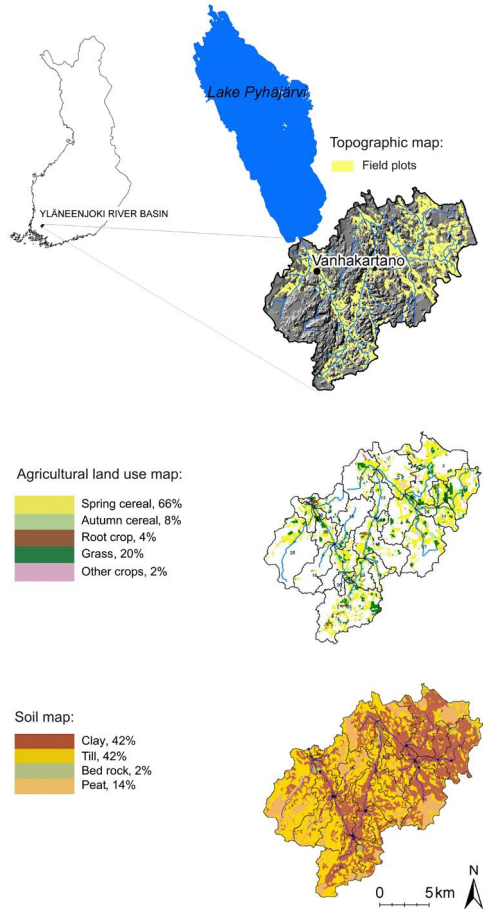 Lake Pyhäjärvi
Topographic map:
Field plots
YLÄNEENJOKI RIVER BASIN
Vanhakartano
Agricultural land use map:
Spring cereal, 66%
Autumn cereal, 8%
Root crop, 4%
Grass, 20%
Other crops, 2%
Soil map:
Clay, 42%
Till, 42%
Bed rock, 2%
Peat, 14%
N
0 5 km